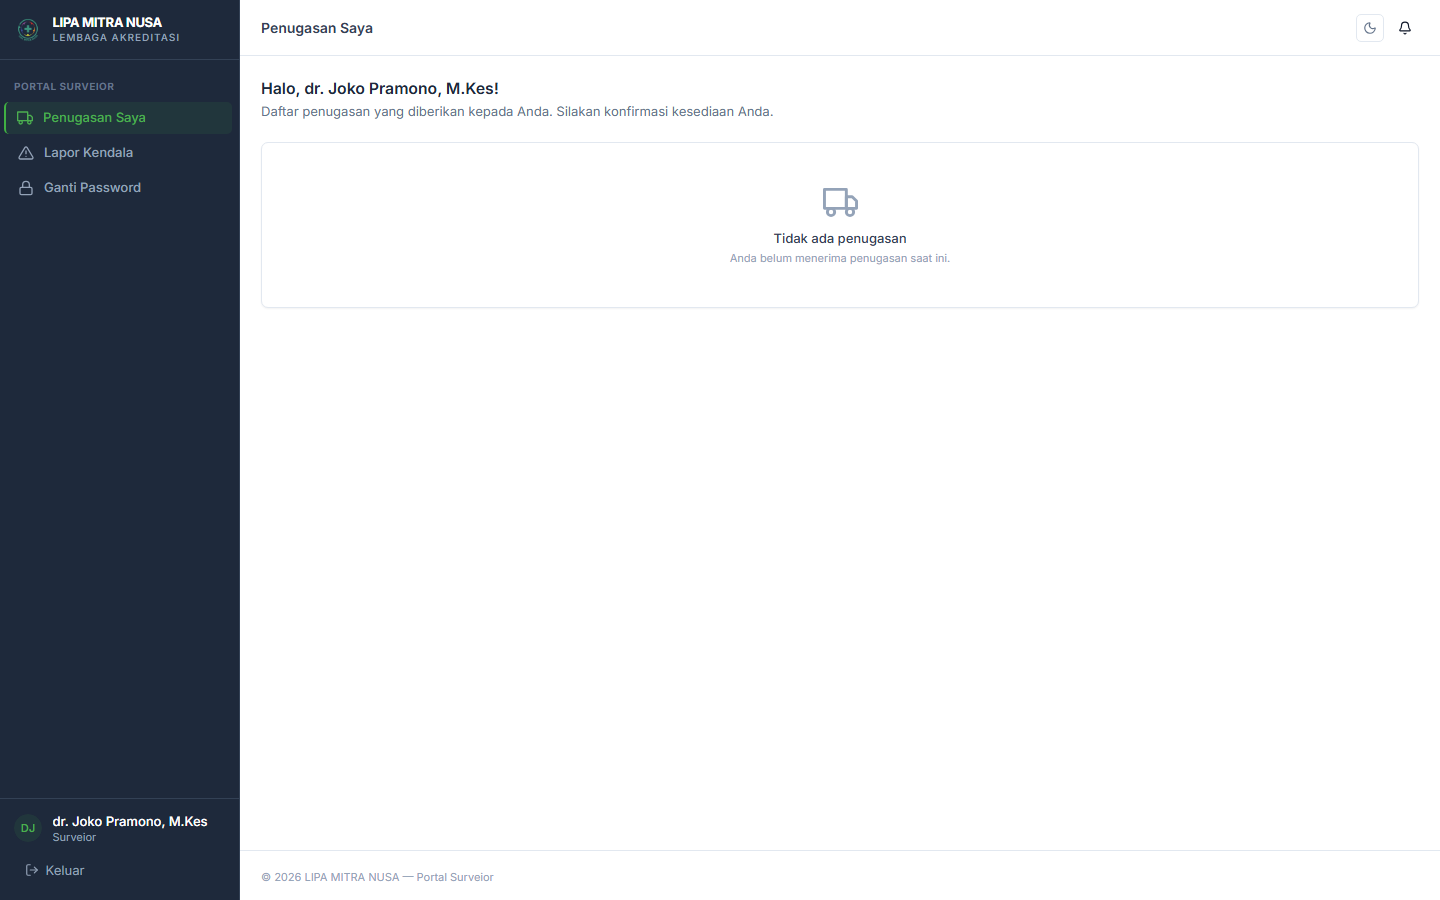 LIPA MITRA NUSA
LEMBAGA AKREDITASI
PORTAL SURVEIOR
Penugasan Saya
Lapor Kendala
Ganti Password
dr. Joko Pramono, M.Kes
DJ
Surveior
Keluar
Penugasan Saya
Halo, dr. Joko Pramono, M.Kes!
Daftar penugasan yang diberikan kepada Anda. Silakan konfirmasi kesediaan Anda.
Tidak ada penugasan
Anda belum menerima penugasan saat ini.
© 2026 LIPA MITRA NUSA — Portal Surveior